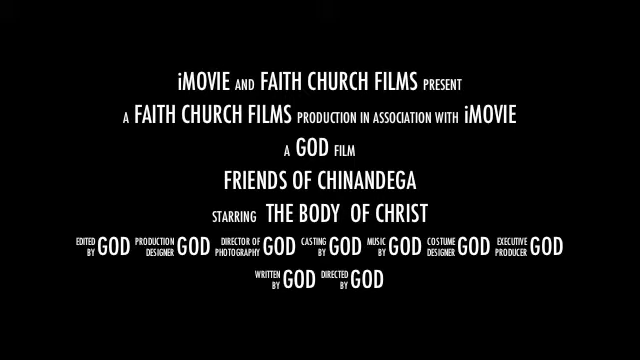 iMOVIE AND FAITH CHURCH FILMS PRESENT
A FAITH CHURCH FILMS PRODUCTION IN ASSOCIATION WITH iMOVIE
A GOD FILM
FRIENDS OF CHINANDEGA
STARRING THE BODY OF CHRIST
EDITED BY GOD PRODUCTION DESIGNER GOD DIRECTOR OF PHOTOGRAPHY GOD CASTING BY GOD MUSIC BY GOD COSTUME DESIGNER GOD EXECUTIVE PRODUCER GOD
WRITTEN BY GOD DIRECTED BY GOD